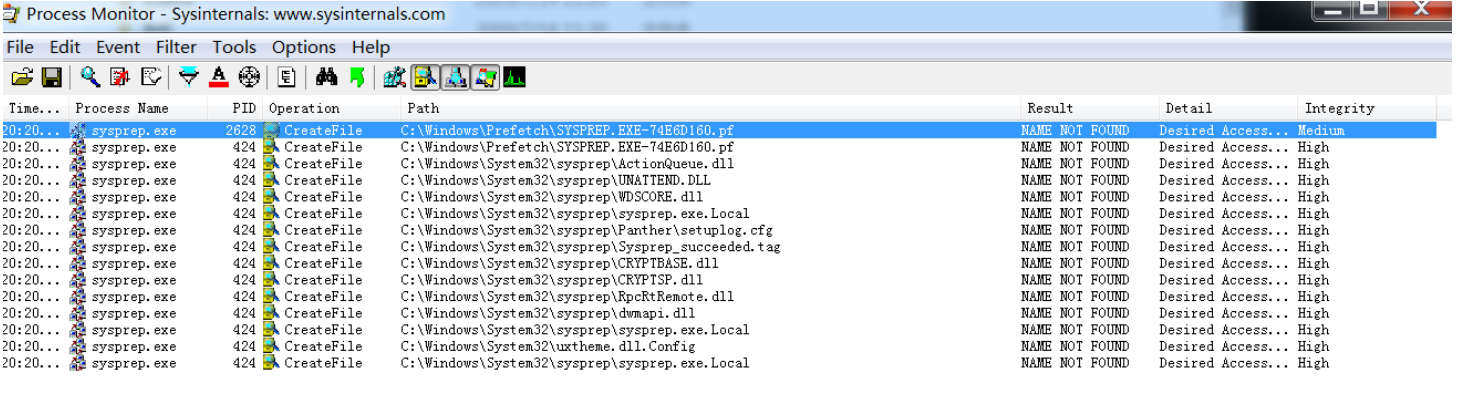 Process Monitor - Sysinternals: www.sysinternals.com
File Edit Event Filter Tools Options Help
Time... Process Name PID Operation Path Result Detail Integrity
20:20... sysprep.exe 2628 CreateFile C:\Windows\Prefetch\SYSPREP.EXE-74E6D160.pf NAME NOT FOUND Desired Access... Medium
20:20... sysprep.exe 424 CreateFile C:\Windows\Prefetch\SYSPREP.EXE-74E6D160.pf NAME NOT FOUND Desired Access... High
20:20... sysprep.exe 424 CreateFile C:\Windows\System32\sysprep\ActionQueue.dll NAME NOT FOUND Desired Access... High
20:20... sysprep.exe 424 CreateFile C:\Windows\System32\sysprep\UNATTEND.DLL NAME NOT FOUND Desired Access... High
20:20... sysprep.exe 424 CreateFile C:\Windows\System32\sysprep\WDSCORE.dll NAME NOT FOUND Desired Access... High
20:20... sysprep.exe 424 CreateFile C:\Windows\System32\sysprep\sysprep.exe.Local NAME NOT FOUND Desired Access... High
20:20... sysprep.exe 424 CreateFile C:\Windows\System32\sysprep\Panther\setuplog.cfg NAME NOT FOUND Desired Access... High
20:20... sysprep.exe 424 CreateFile C:\Windows\System32\sysprep\Sysprep_succeeded.tag NAME NOT FOUND Desired Access... High
20:20... sysprep.exe 424 CreateFile C:\Windows\System32\sysprep\CRYPTBASE.dll NAME NOT FOUND Desired Access... High
20:20... sysprep.exe 424 CreateFile C:\Windows\System32\sysprep\CRYPTSP.dll NAME NOT FOUND Desired Access... High
20:20... sysprep.exe 424 CreateFile C:\Windows\System32\sysprep\RpcRtRemote.dll NAME NOT FOUND Desired Access... High
20:20... sysprep.exe 424 CreateFile C:\Windows\System32\sysprep\dwmapi.dll NAME NOT FOUND Desired Access... High
20:20... sysprep.exe 424 CreateFile C:\Windows\System32\sysprep\sysprep.exe.Local NAME NOT FOUND Desired Access... High
20:20... sysprep.exe 424 CreateFile C:\Windows\System32\uxtheme.dll.Config NAME NOT FOUND Desired Access... High
20:20... sysprep.exe 424 CreateFile C:\Windows\System32\sysprep\sysprep.exe.Local NAME NOT FOUND Desired Access... High